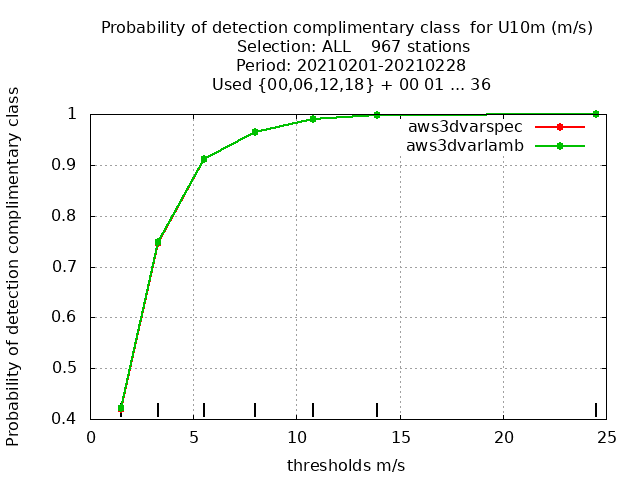 Probability of detection complimentary class  for U10m (m/s)
Selection: ALL    967 stations
Period: 20210201-20210228
Used {00,06,12,18} + 00 01 ... 36
Probability of detection complimentary class
1
0.9
0.8
0.7
0.6
0.5
0.4
aws3dvarspec
aws3dvarlamb
0 5 10 15 20 25
thresholds m/s